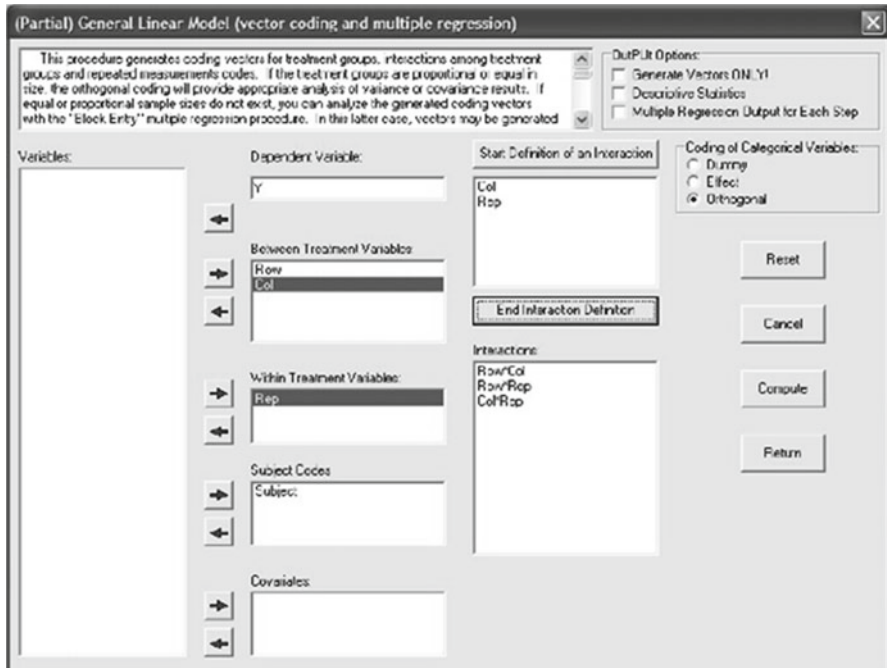 (Partial) General Linear Model (vector coding and multiple regression)
This procedure generates coding vectors for treatment groups, interactions among treatment
groups and repeated measurements codes. If the treatment groups are proportional or equal in
size, the orthogonal coding will provide appropriate analysis of variance or covariance results. If
equal or proportional sample sizes do not exist, you can analyze the generated coding vectors
with the "Block Entry" multiple regression procedure. In this latter case, vectors may be generated
OutPUt Options:
Generate Vectors ONLY!
Descriptive Statistics
Multiple Regression Output for Each Step
Variables:
Dependent Variable:
Y
Between Treatment Variables:
Row
Col
Within Treatment Variables:
Rep
Subject Codes
Subject
Covariates:
Start Definition of an Interaction
Col
Rep
End Interaction Definition
Interactions:
Row*Col
Row*Rep
Col*Rep
Coding of Categorical Variables:
Dummy
Effect
Orthogonal
Reset
Cancel
Compute
Return